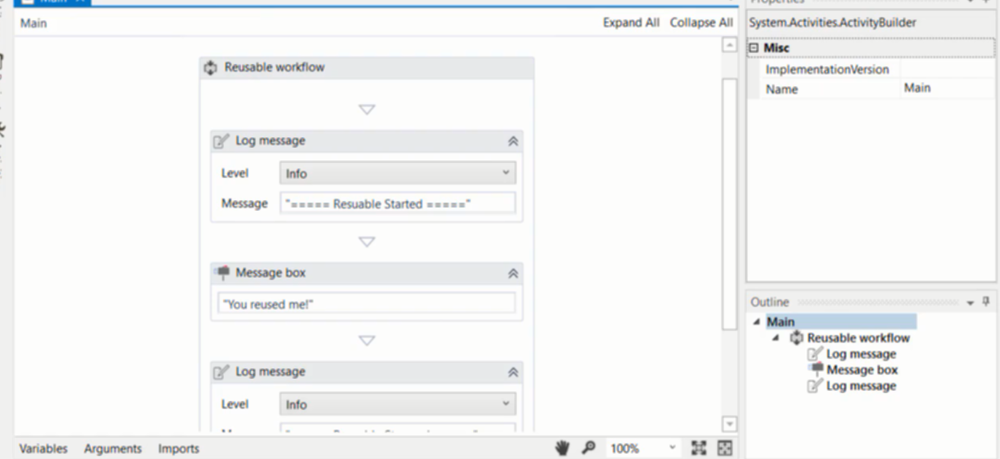 Main
Properties
Main
Expand All Collapse All
System.Activities.ActivityBuilder
Misc
ImplementationVersion
Name Main
Reusable workflow
Log message
Level Info
Message "===== Resuable Started ====="
Message box
"You reused me!"
Log message
Level Info
Outline
Main
Reusable workflow
Log message
Message box
Log message
Variables Arguments Imports
100%